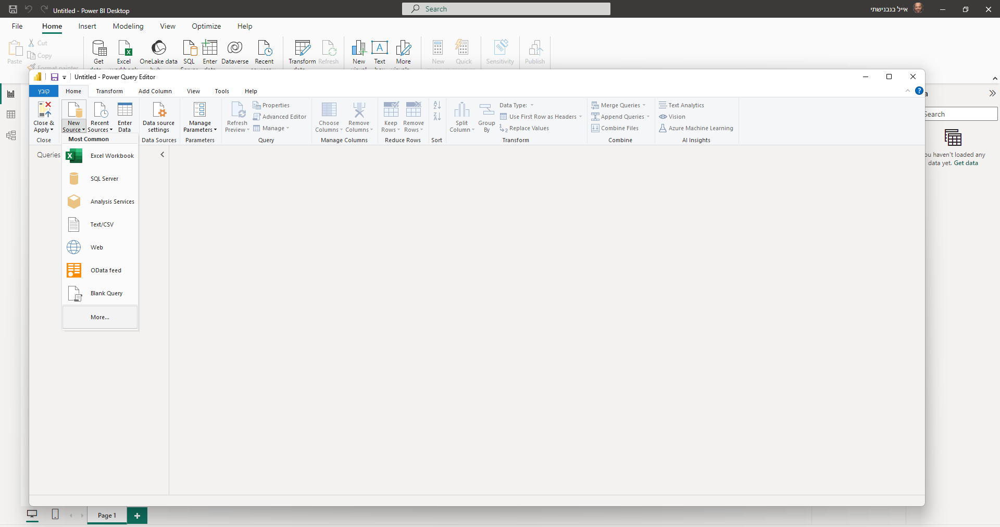 Untitled - Power BI Desktop
Search
אייל בנבנישתי
File
Home
Insert
Modeling
View
Optimize
Help
Paste
Cut
Copy
Format painter
Get
data
Excel
workbook
OneLake data
hub
SQL
Server
Enter
data
Dataverse
Recent
sources
Transform
data
Refresh
New
visual
Text
box
More
visuals
New
Quick
Sensitivity
Publish
Untitled - Power Query Editor
קובץ
Home
Transform
Add Column
View
Tools
Help
Close &
Apply
Close
New
Source
Recent
Sources
Enter
Data
Data source
settings
Data Sources
Manage
Parameters
Parameters
Refresh
Preview
Properties
Advanced Editor
Manage
Query
Choose
Columns
Remove
Columns
Manage Columns
Keep
Rows
Remove
Rows
Reduce Rows
Sort
Split
Column
Group
By
Data Type:
Use First Row as Headers
Replace Values
Transform
Merge Queries
Append Queries
Combine Files
Combine
Text Analytics
Vision
Azure Machine Learning
AI Insights
Most Common
Queries
Excel Workbook
SQL Server
Analysis Services
Text/CSV
Web
OData feed
Blank Query
More...
a
Search
ou haven't loaded any
data yet. Get data
Page 1